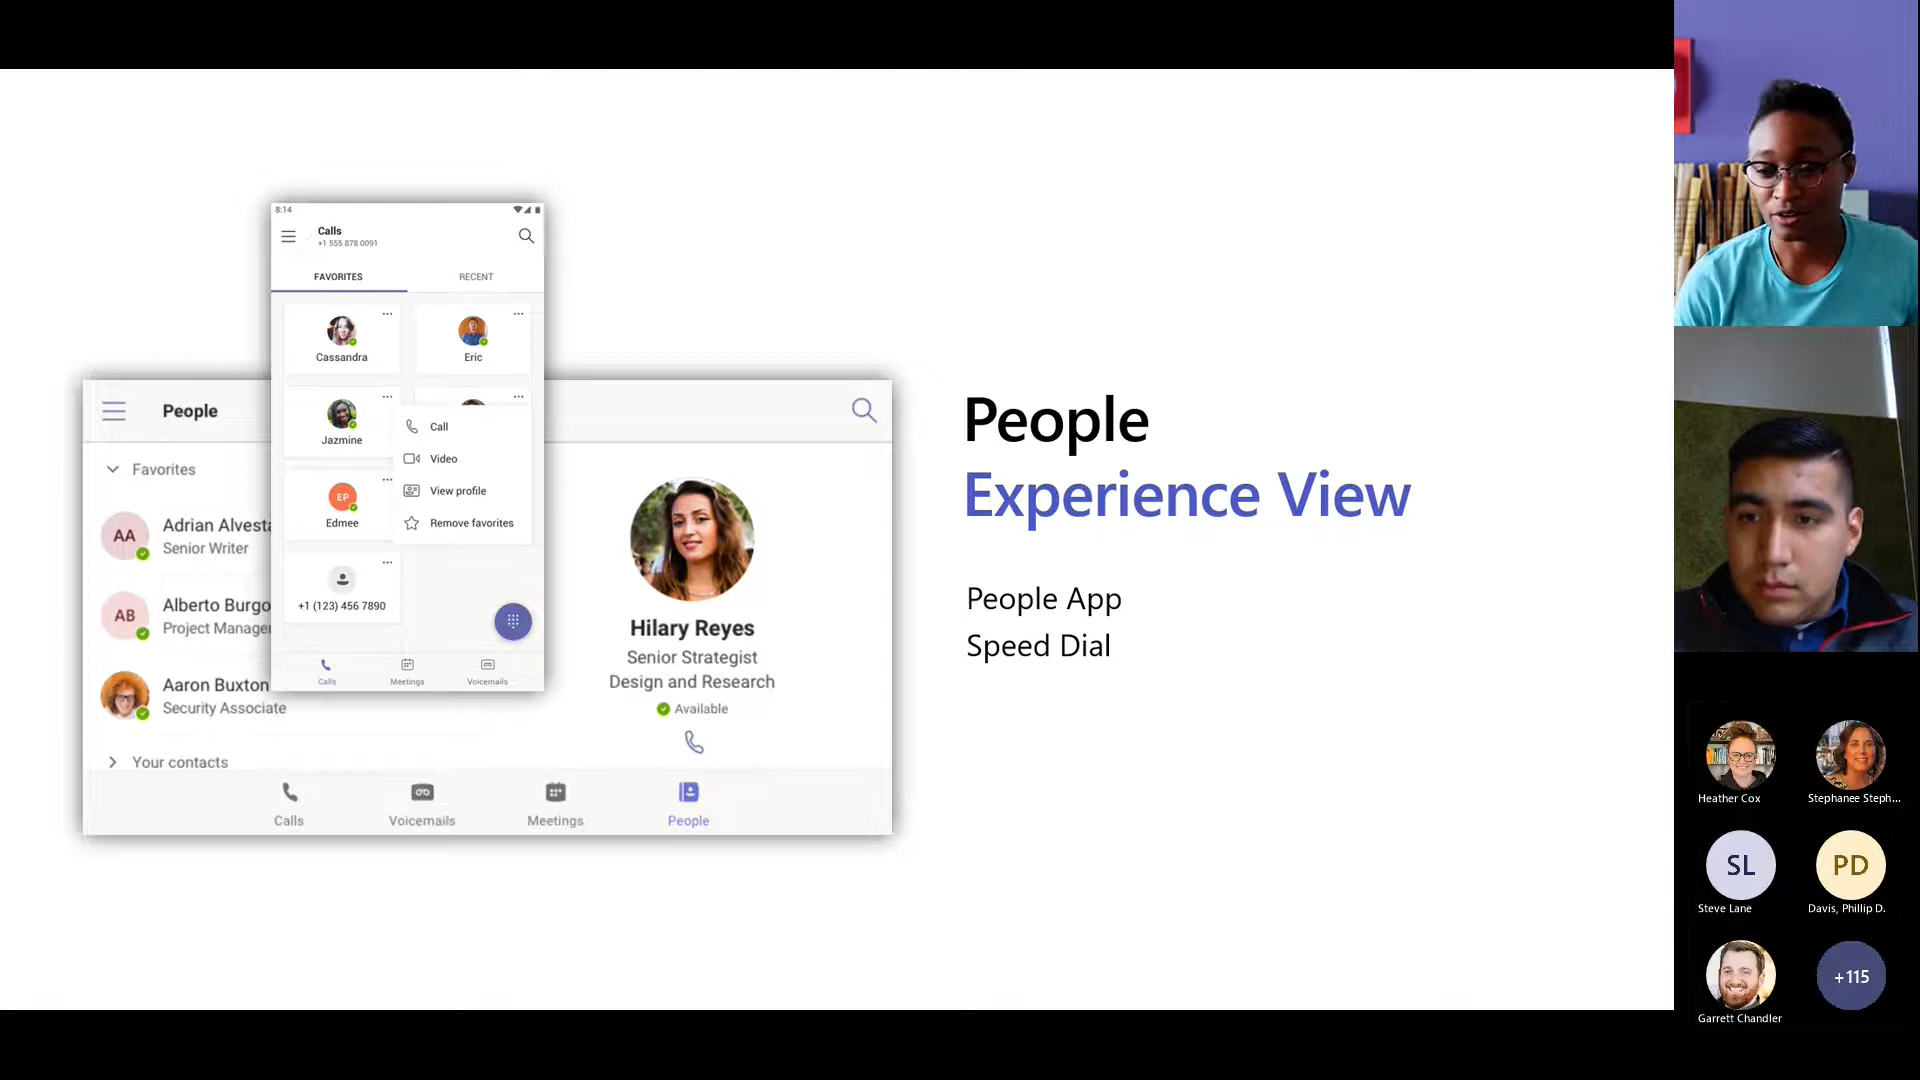 8:14
Calls
+1 555 878 0091
FAVORITES
RECENT
Cassandra
Eric
Jazmine
Call
Video
View profile
Remove favorites
EP
Edmee
+1 (123) 456 7890
Calls
Meetings
Voicemails
People
Favorites
AA
Adrian Alvesta
Senior Writer
AB
Alberto Burgo
Project Manager
Aaron Buxton
Security Associate
Your contacts
Hilary Reyes
Senior Strategist
Design and Research
Available
Calls
Voicemails
Meetings
People
People
Experience View
People App
Speed Dial
Heather Cox
Stephanee Steph...
SL
Steve Lane
PD
Davis, Phillip D.
Garrett Chandler
+115